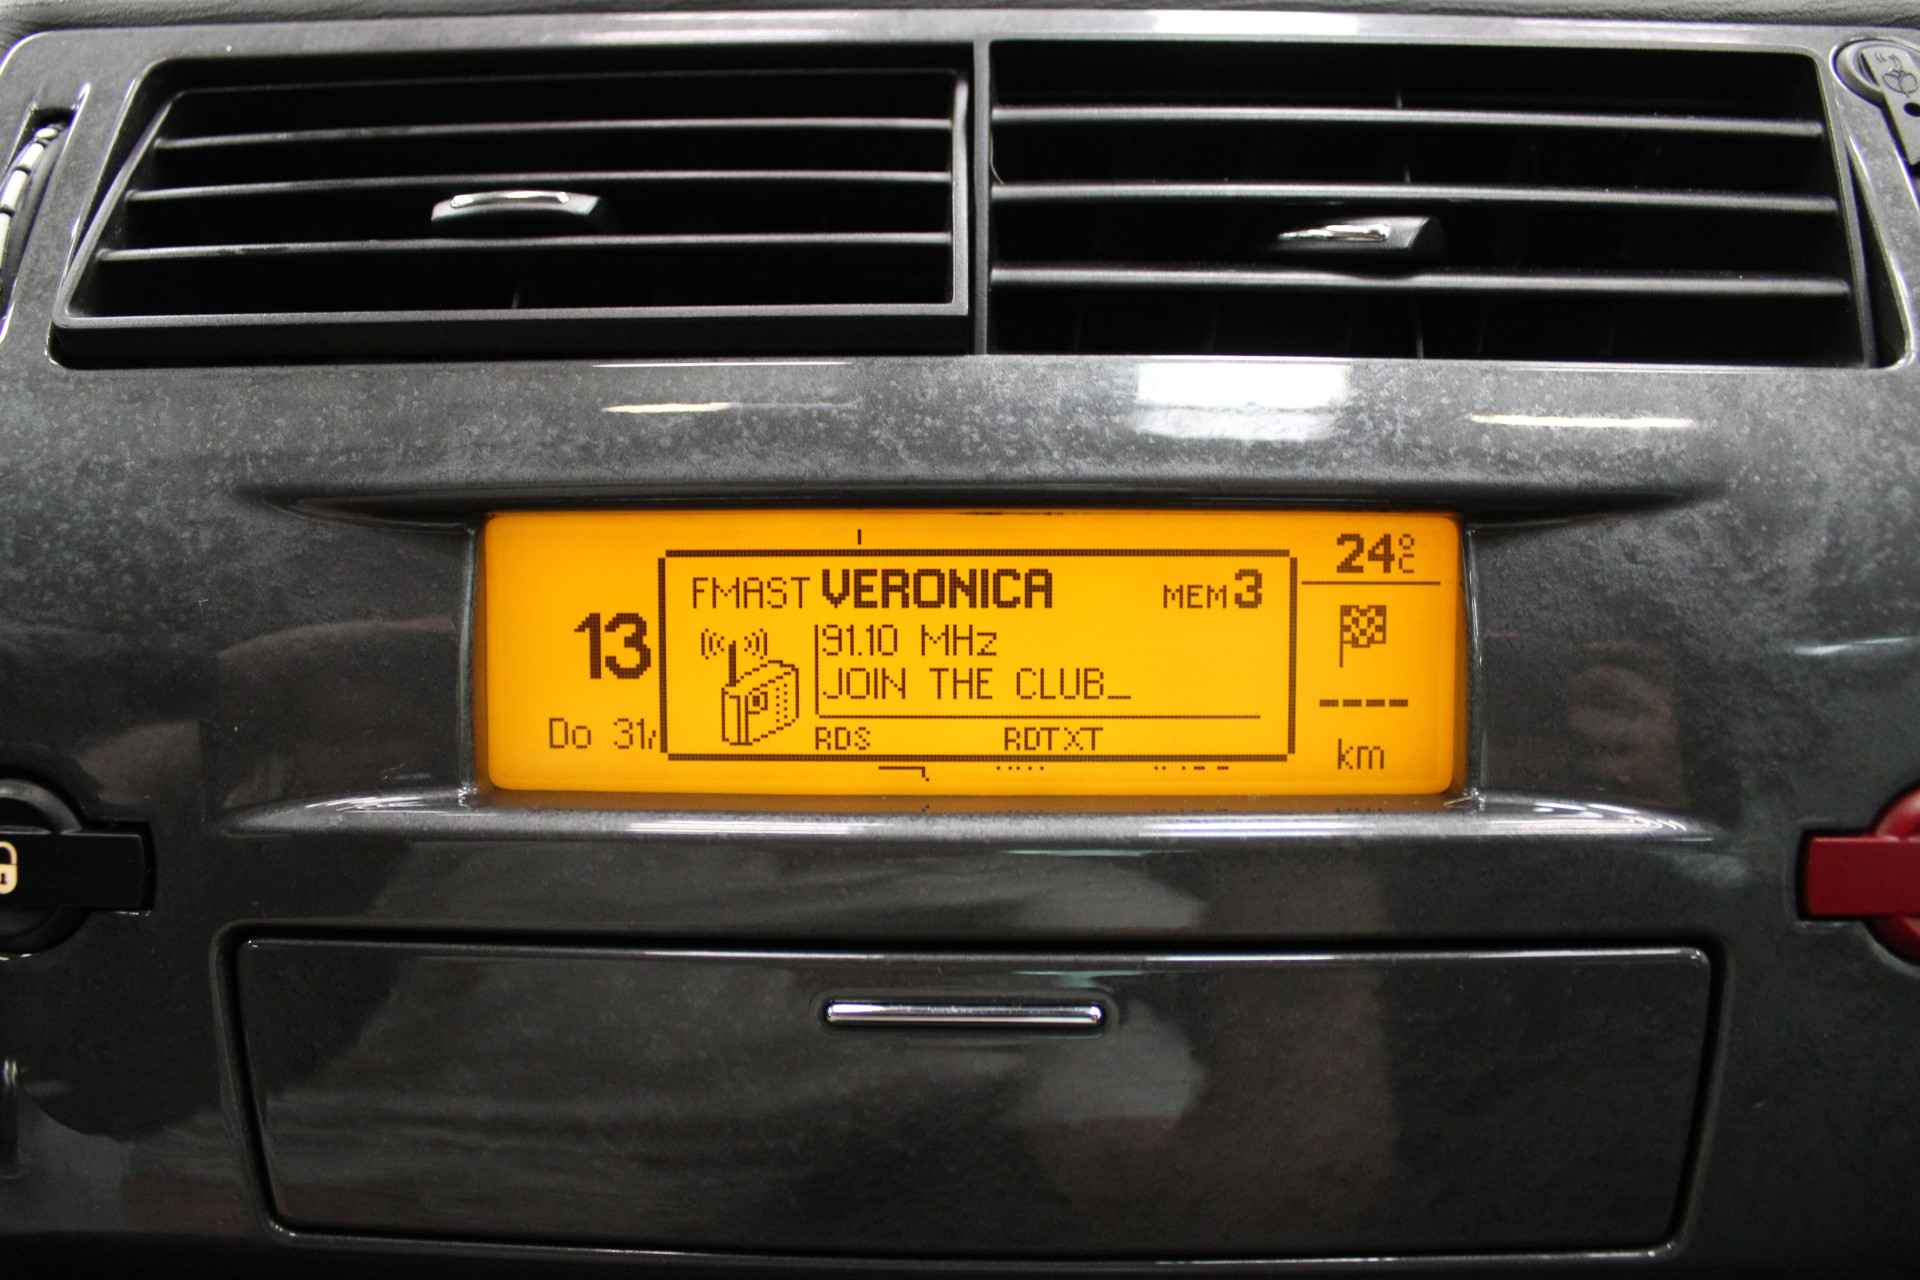 24°C
FMAST VERONICA MEM 3
13
91.10 MHz
JOIN THE CLUB_
Do 31/
RDS RDTXT
----
km